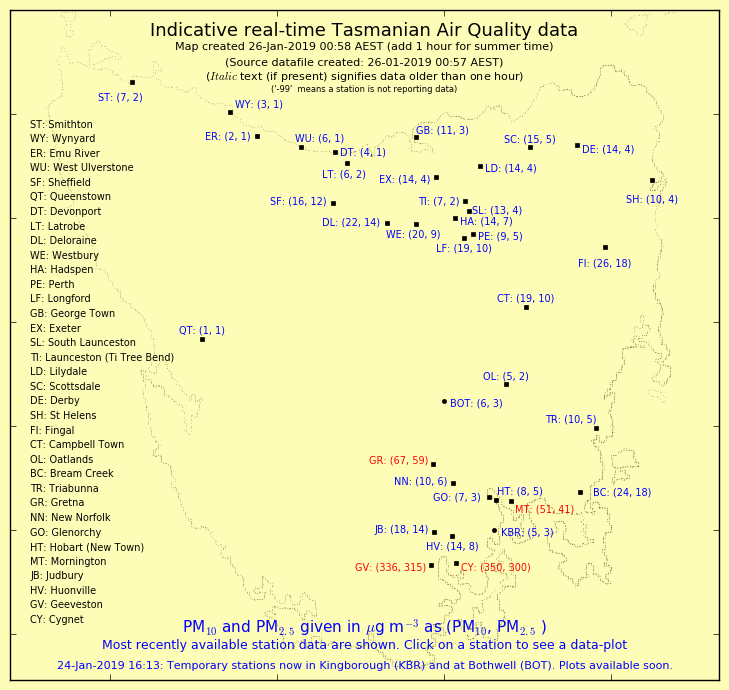 Indicative real-time Tasmanian Air Quality data
Map created 26-Jan-2019 00:58 AEST (add 1 hour for summer time)
(Source datafile created: 26-01-2019 00:57 AEST)
(Italic text (if present) signifies data older than one hour)
('-99' means a station is not reporting data)
ST: (7, 2)
WY: (3, 1)
ER: (2, 1)
WU: (6, 1)
DT: (4, 1)
LT: (6, 2)
GB: (11, 3)
SC: (15, 5)
DE: (14, 4)
LD: (14, 4)
EX: (14, 4)
SH: (10, 4)
SF: (16, 12)
TI: (7, 2)
SL: (13, 4)
DL: (22, 14)
HA: (14, 7)
WE: (20, 9)
PE: (9, 5)
LF: (19, 10)
FI: (26, 18)
CT: (19, 10)
QT: (1, 1)
OL: (5, 2)
BOT: (6, 3)
TR: (10, 5)
GR: (67, 59)
NN: (10, 6)
GO: (7, 3)
HT: (8, 5)
BC: (24, 18)
MT: (51, 41)
JB: (18, 14)
KBR: (5, 3)
HV: (14, 8)
GV: (336, 315)
CY: (350, 300)
ST: Smithton
WY: Wynyard
ER: Emu River
WU: West Ulverstone
SF: Sheffield
QT: Queenstown
DT: Devonport
LT: Latrobe
DL: Deloraine
WE: Westbury
HA: Hadspen
PE: Perth
LF: Longford
GB: George Town
EX: Exeter
SL: South Launceston
TI: Launceston (Ti Tree Bend)
LD: Lilydale
SC: Scottsdale
DE: Derby
SH: St Helens
FI: Fingal
CT: Campbell Town
OL: Oatlands
BC: Bream Creek
TR: Triabunna
GR: Gretna
NN: New Norfolk
GO: Glenorchy
HT: Hobart (New Town)
MT: Mornington
JB: Judbury
HV: Huonville
GV: Geeveston
CY: Cygnet
PM₁₀ and PM₂.₅ given in μg m⁻³ as (PM₁₀, PM₂.₅ )
Most recently available station data are shown. Click on a station to see a data-plot
24-Jan-2019 16:13: Temporary stations now in Kingborough (KBR) and at Bothwell (BOT). Plots available soon.